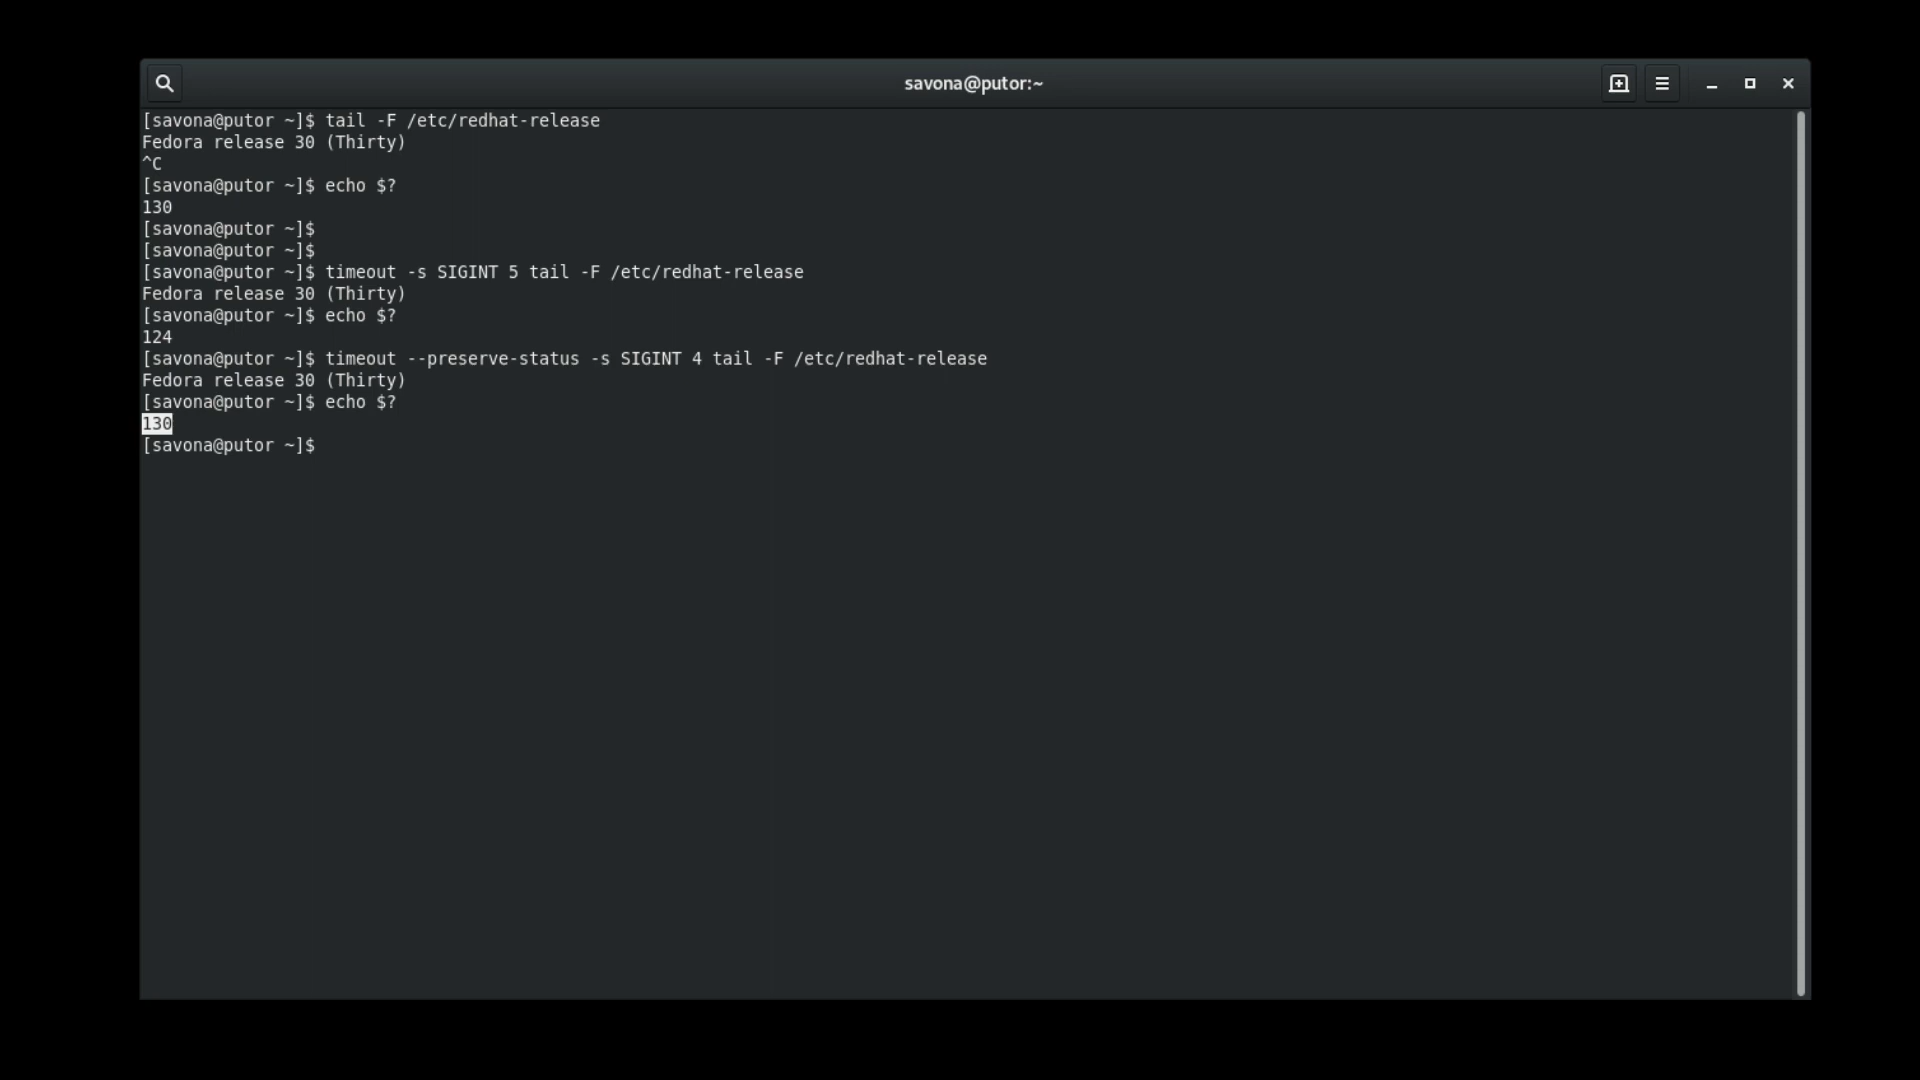 savona@putor:~
[savona@putor ~]$ tail -F /etc/redhat-release
Fedora release 30 (Thirty)
^C
[savona@putor ~]$ echo $?
130
[savona@putor ~]$
[savona@putor ~]$
[savona@putor ~]$ timeout -s SIGINT 5 tail -F /etc/redhat-release
Fedora release 30 (Thirty)
[savona@putor ~]$ echo $?
124
[savona@putor ~]$ timeout --preserve-status -s SIGINT 4 tail -F /etc/redhat-release
Fedora release 30 (Thirty)
[savona@putor ~]$ echo $?
130
[savona@putor ~]$